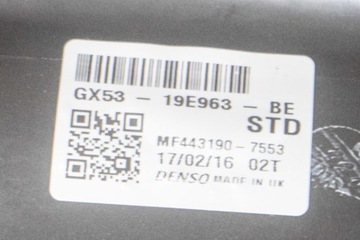 GX53 - 19E963 - BE
STD
MF443190-7553
17/02/16 02T
DENSO MADE IN UK